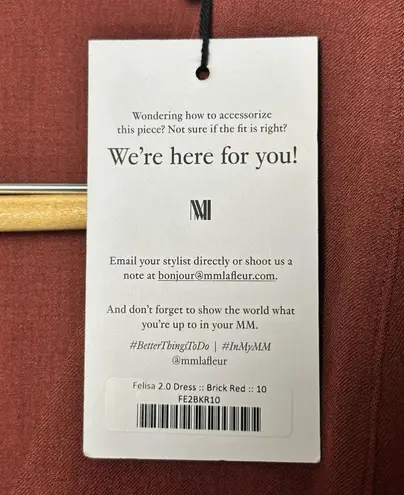 Wondering how to accessorize
this piece? Not sure if the fit is right?
We're here for you!
MM
Email your stylist directly or shoot us a
note at bonjour@mmlafleur.com.
And don't forget to show the world what
you're up to in your MM.
#BetterThingsToDo | #InMyMM
@mmlafleur
Felisa 2.0 Dress :: Brick Red :: 10
FE2BKR10